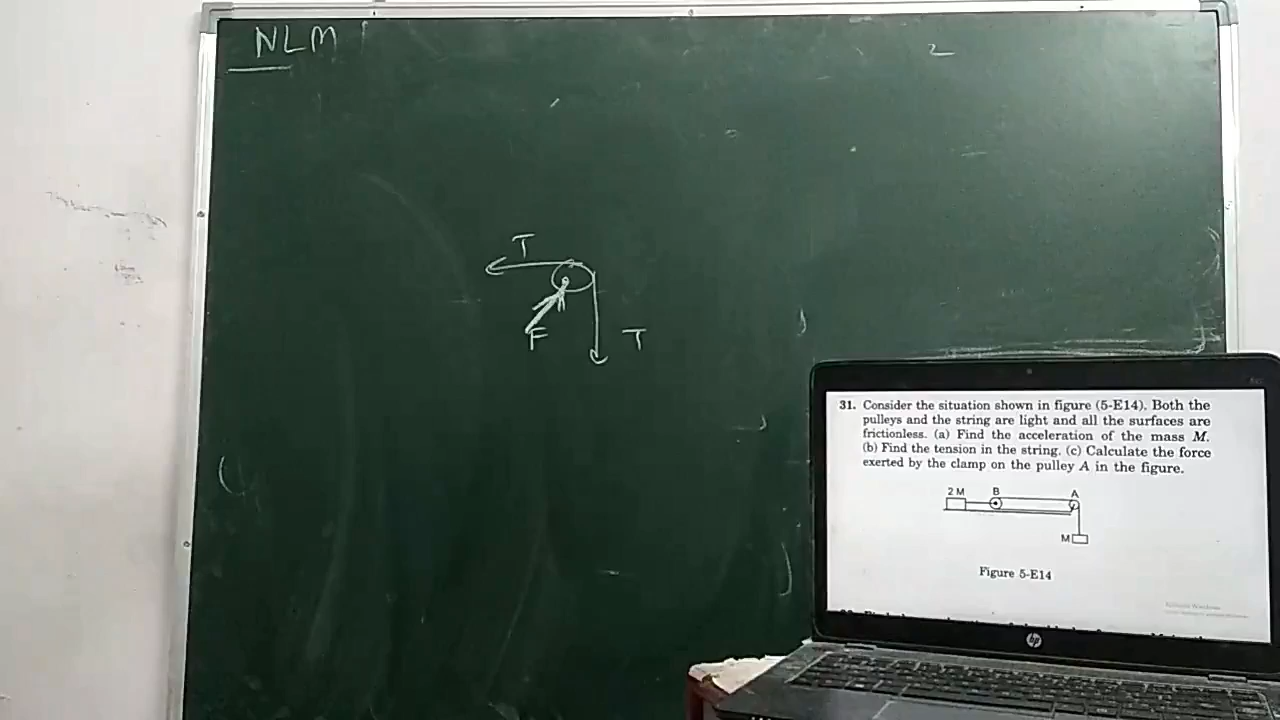 NLM
T
F
T
31. Consider the situation shown in figure (5-E14). Both the
pulleys and the string are light and all the surfaces are
frictionless. (a) Find the acceleration of the mass M.
(b) Find the tension in the string. (c) Calculate the force
exerted by the clamp on the pulley A in the figure.
2 M B A
M
Figure 5-E14
hp